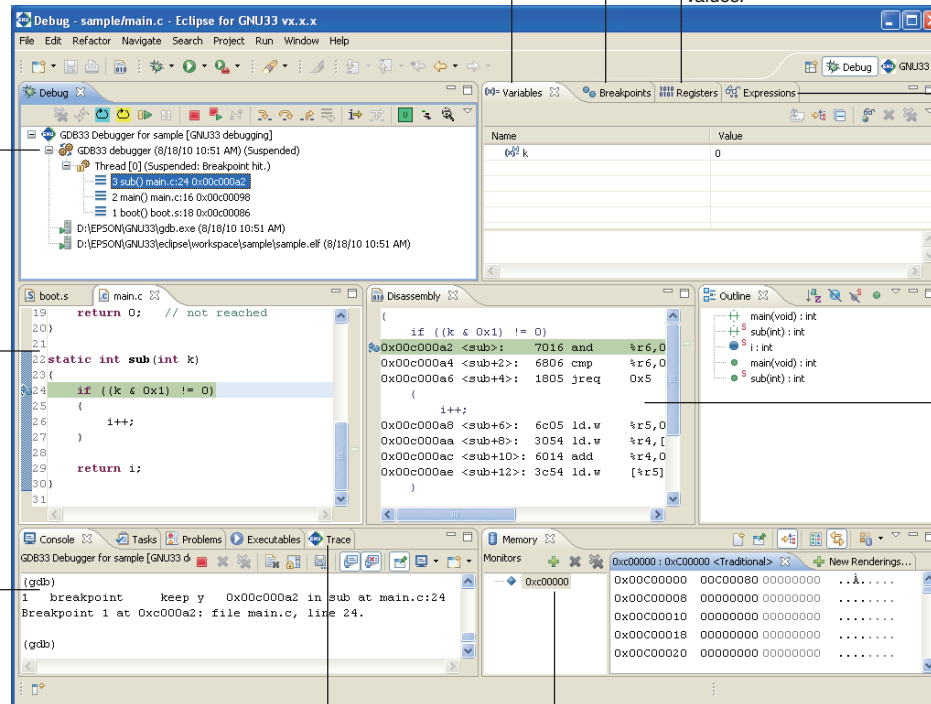 values.
Debug - sample/main.c - Eclipse for GNU33 vx.x.x
File Edit Refactor Navigate Search Project Run Window Help
Debug GNU33
Debug
GDB33 Debugger for sample [GNU33 debugging]
GDB33 debugger (8/18/10 10:51 AM) (Suspended)
Thread [0] (Suspended: Breakpoint hit.)
3 sub() main.c:24 0x00c000a2
2 main() main.c:16 0x00c00098
1 boot() boot.s:18 0x00c00086
D:\EPSON\GNU33\gdb.exe (8/18/10 10:51 AM)
D:\EPSON\GNU33\eclipse\workspace\sample\sample.elf (8/18/10 10:51 AM)
(x)= Variables Breakpoints Registers Expressions
Name Value
k 0
boot.s main.c
19 return 0; // not reached
20 }
21
22 static int sub(int k)
23 {
24 if ((k & 0x1) != 0)
25 {
26 i++;
27 }
28
29 return i;
30 }
31
Disassembly
{
if ((k & 0x1) != 0)
0x00c000a2 <sub>: 7016 and %r6,0
0x00c000a4 <sub+2>: 6806 cmp %r6,0
0x00c000a6 <sub+4>: 1805 jreq 0x5
{
i++;
0x00c000a8 <sub+6>: 6c05 ld.w %r5,0
0x00c000aa <sub+8>: 3054 ld.w %r4,[
0x00c000ac <sub+10>: 6014 add %r4,0
0x00c000ae <sub+12>: 3c54 ld.w [%r5]
}
Outline
main(void) : int
sub(int) : int
i : int
main(void) : int
sub(int) : int
Console Tasks Problems Executables Trace
GDB33 Debugger for sample [GNU33 d
(gdb)
1 breakpoint keep y 0x00c000a2 in sub at main.c:24
Breakpoint 1 at 0xc000a2: file main.c, line 24.
(gdb)
Memory
Monitors
0xc00000
0xc00000 : 0xC00000 <Traditional> New Renderings...
0x00C00000 00C00080 00000000 ..À.....
0x00C00008 00000000 00000000 ........
0x00C00010 00000000 00000000 ........
0x00C00018 00000000 00000000 ........
0x00C00020 00000000 00000000 ........